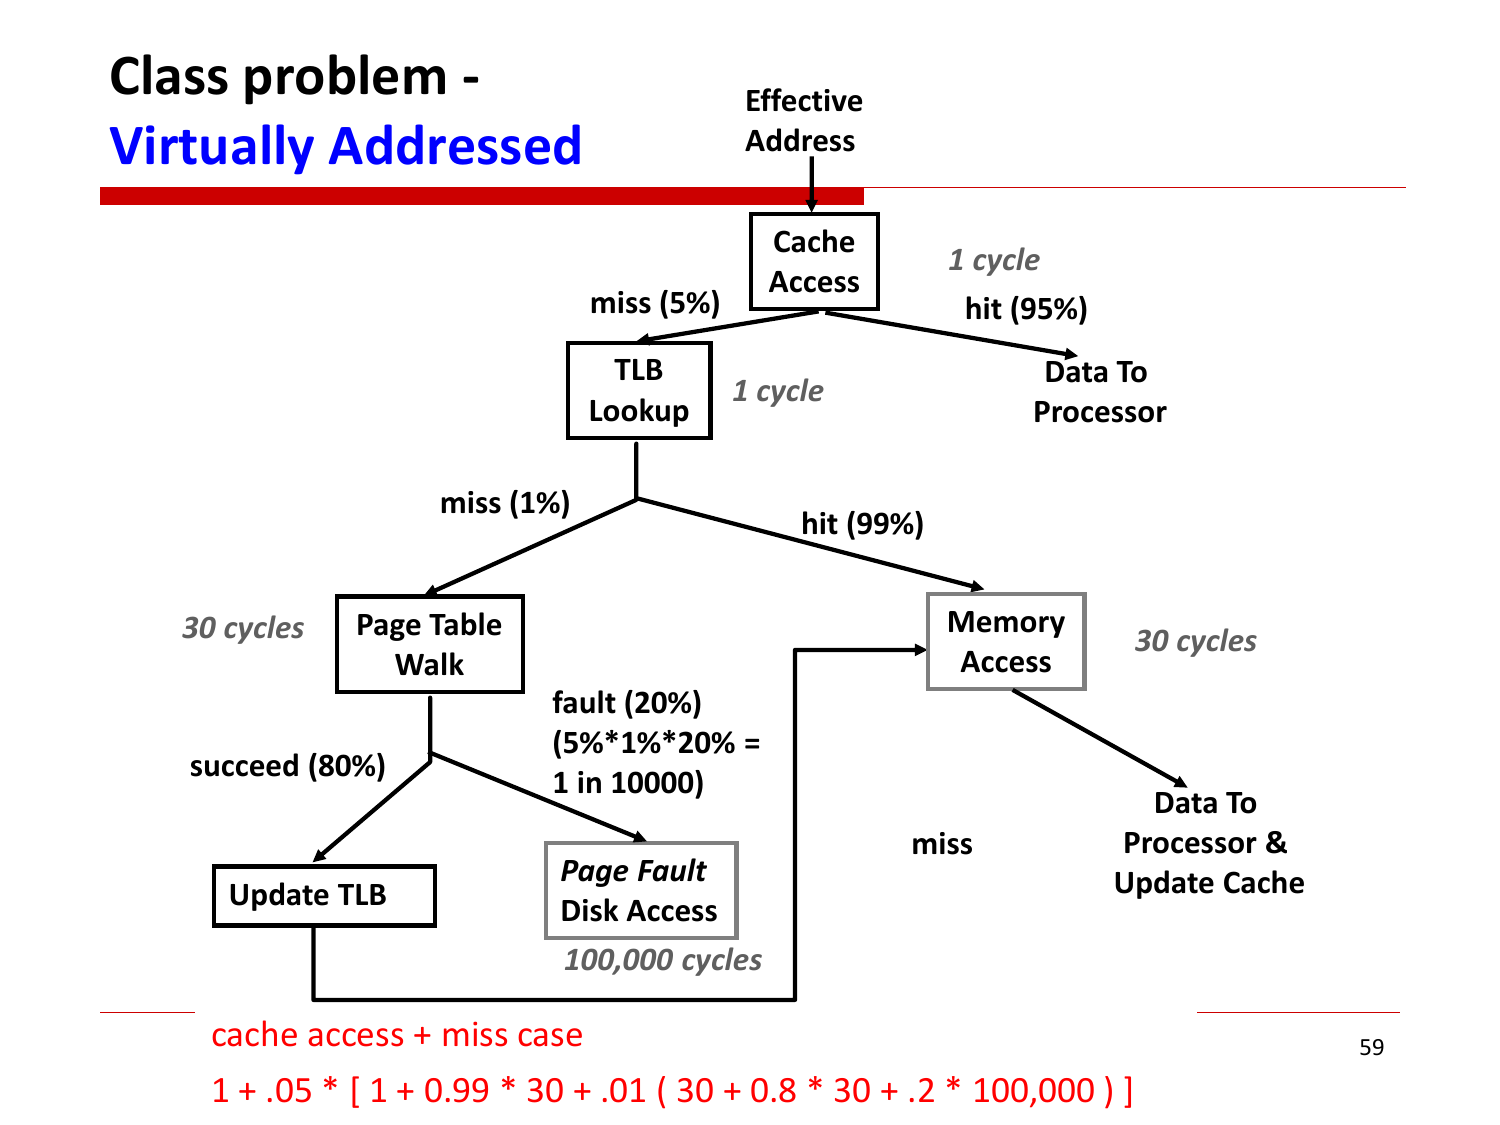 Class problem -
Virtually Addressed
Effective
Address
Cache
Access
1 cycle
miss (5%)
hit (95%)
TLB
Lookup
1 cycle
Data To
Processor
miss (1%)
hit (99%)
30 cycles
Page Table
Walk
Memory
Access
30 cycles
fault (20%)
(5%*1%*20% =
1 in 10000)
succeed (80%)
miss
Data To
Processor &
Update Cache
Update TLB
Page Fault
Disk Access
100,000 cycles
cache access + miss case
1 + .05 * [ 1 + 0.99 * 30 + .01 ( 30 + 0.8 * 30 + .2 * 100,000 ) ]
59